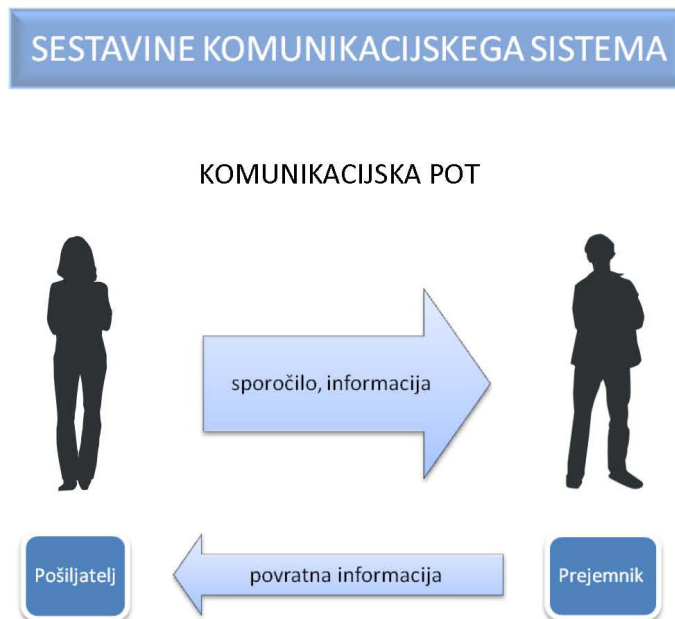 SESTAVINE KOMUNIKACIJSKEGA SISTEMA
KOMUNIKACIJSKA POT
sporočilo, informacija
Pošiljatelj
povratna informacija
Prejemnik